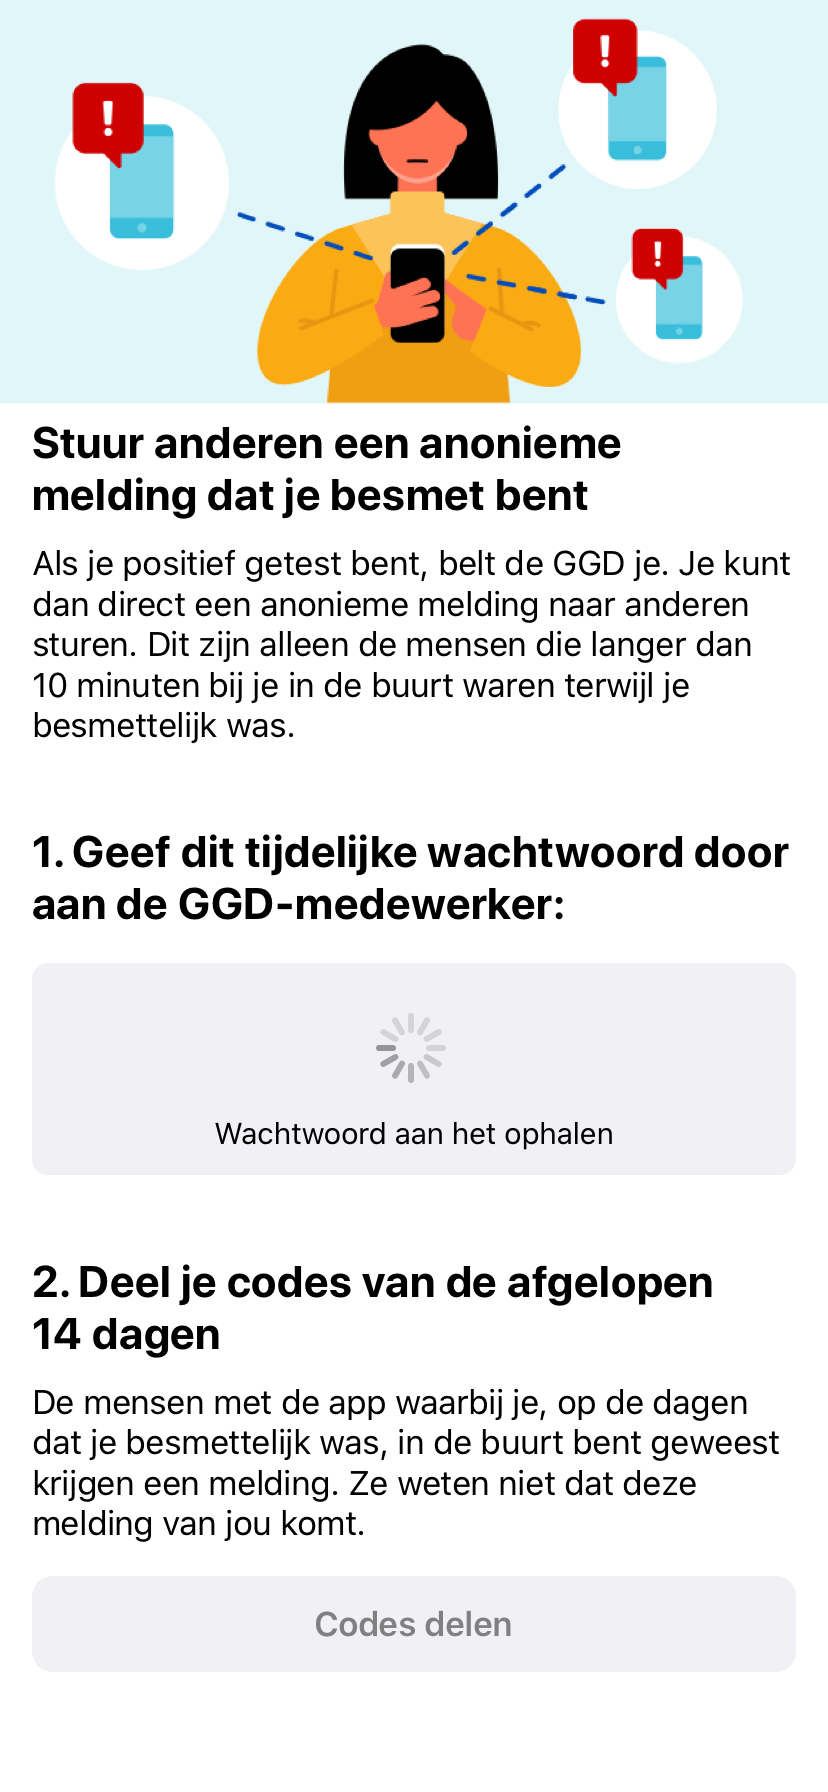 Stuur anderen een anonieme
melding dat je besmet bent
Als je positief getest bent, belt de GGD je. Je kunt
dan direct een anonieme melding naar anderen
sturen. Dit zijn alleen de mensen die langer dan
10 minuten bij je in de buurt waren terwijl je
besmettelijk was.
1. Geef dit tijdelijke wachtwoord door
aan de GGD-medewerker:
Wachtwoord aan het ophalen
2. Deel je codes van de afgelopen
14 dagen
De mensen met de app waarbij je, op de dagen
dat je besmettelijk was, in de buurt bent geweest
krijgen een melding. Ze weten niet dat deze
melding van jou komt.
Codes delen